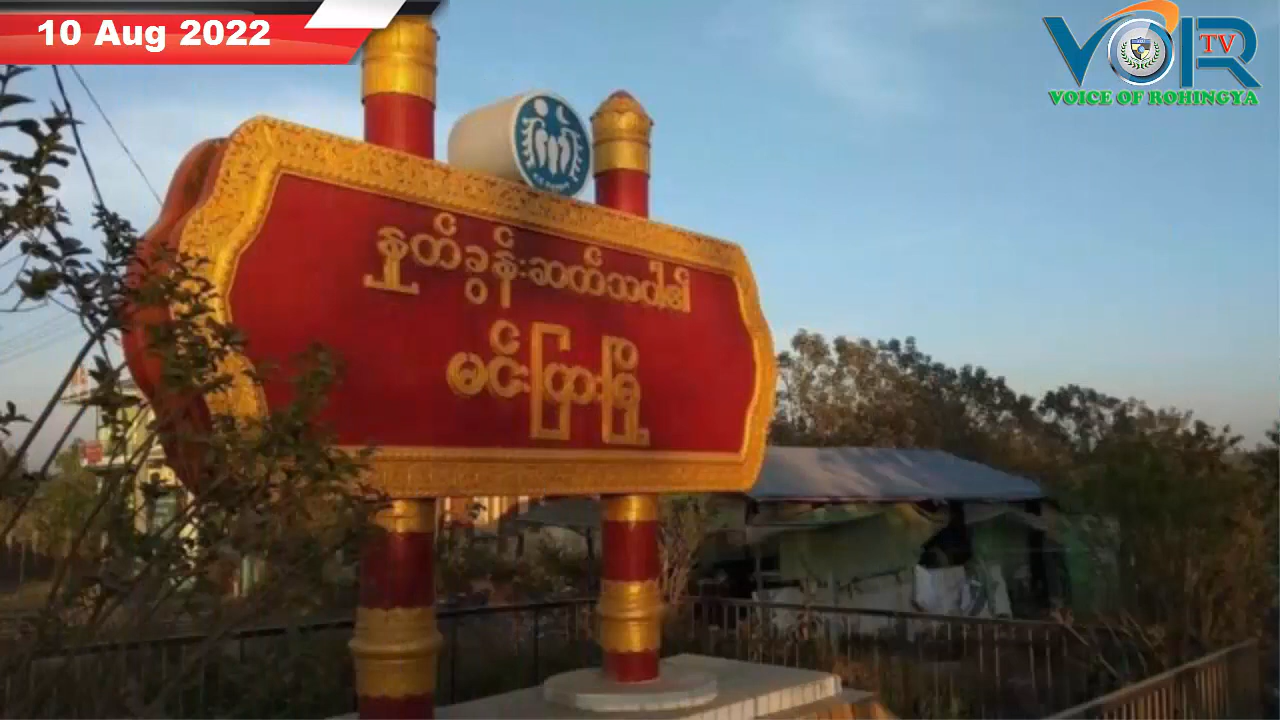 10 Aug 2022
VOR
TV
VOICE OF ROHINGYA
နှုတ်ခွန်းဆက်သပါ၏
မင်းပြားမြို့